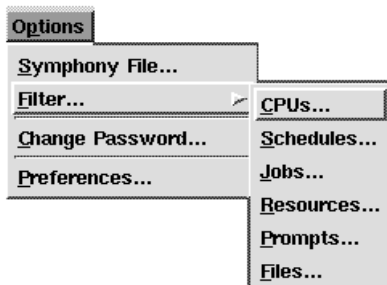 Options
Symphony File...
Filter...
Change Password...
Preferences...
CPUs...
Schedules...
Jobs...
Resources...
Prompts...
Files...